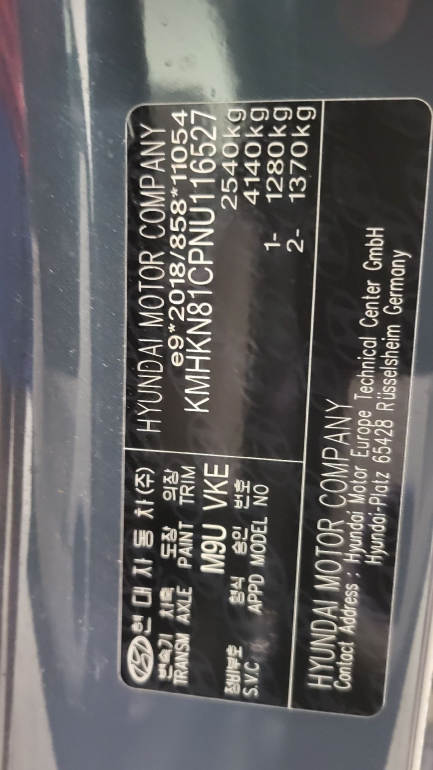 현대자동차(주)
변속기 차축 도장 의장
TRANSM AXLE PAINT TRIM
M9U VKE
형식 승인 번호
장비부호 APPD MODEL NO
S.V.C
HYUNDAI MOTOR COMPANY
e9*2018/858*11054
KMHKN81CPNU116527
2540kg
4140kg
1- 1280kg
2- 1370kg
HYUNDAI MOTOR COMPANY
Contact Address : Hyundai Motor Europe Technical Center GmbH
Hyundai-Platz 65428 Rüsselsheim Germany